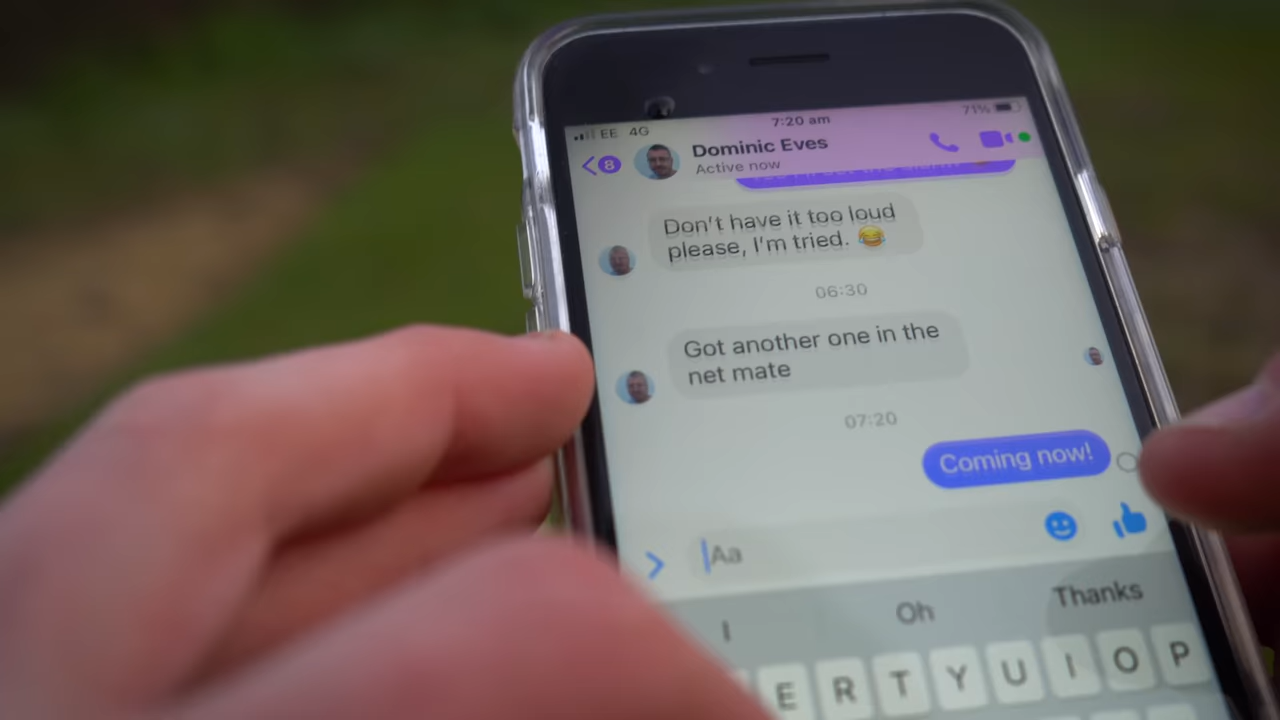 EE 4G 7:20 am 71%
8 Dominic Eves
Active now
Don't have it too loud
please, I'm tried. 😂
06:30
Got another one in the
net mate
07:20
Coming now!
Aa
I Oh Thanks
E R T Y U I O P